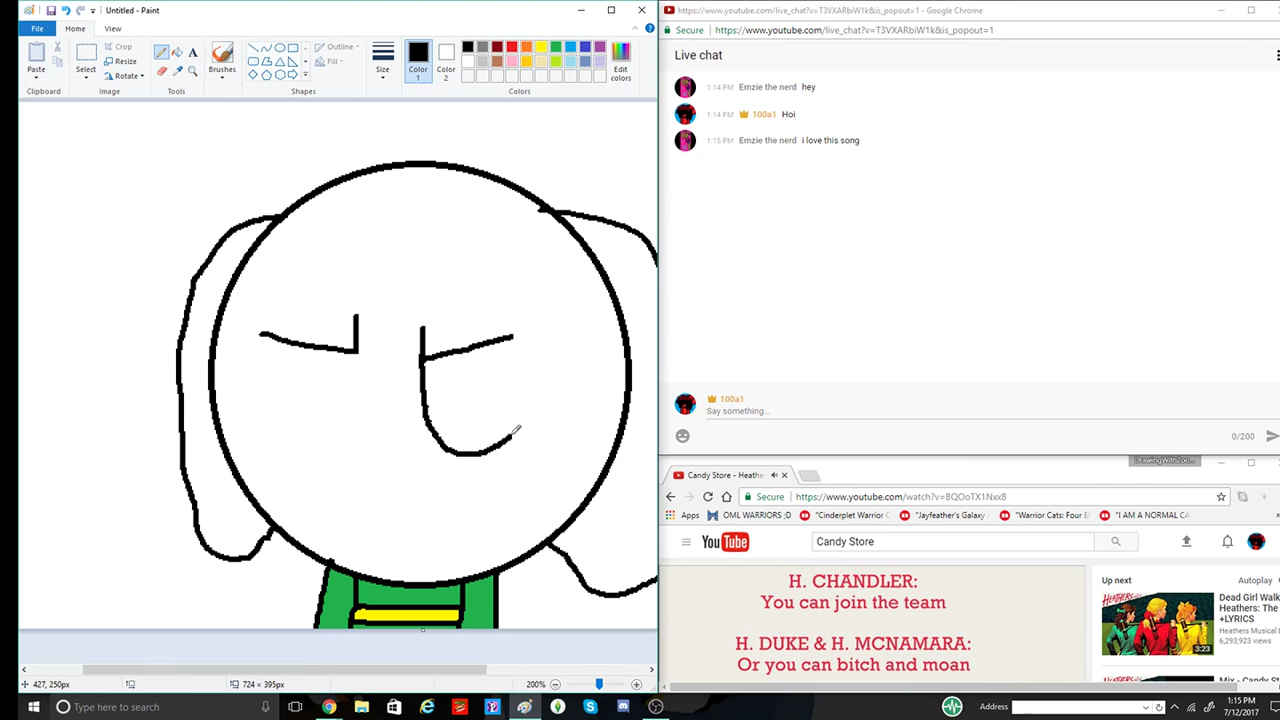 Untitled - Paint
File
Home
View
Paste
Select
Crop
Resize
Rotate
A
Brushes
Outline
Fill
Size
Color 1
Color 2
Edit colors
Clipboard
Image
Tools
Shapes
Colors
427, 250px
724 × 395px
200%
https://www.youtube.com/live_chat?v=T3VXARbiW1k&is_popout=1 - Google Chrome
Secure
https://www.youtube.com/live_chat?v=T3VXARbiW1k&is_popout=1
Live chat
1:14 PM Emzie the nerd hey
1:14 PM 100a1 Hoi
1:15 PM Emzie the nerd i love this song
100a1
Say something...
0/200
Candy Store - Heathe
Secure
https://www.youtube.com/watch?v=BQOoTX1Nxx8
Apps
OML WARRIORS ;D
"Cinderplet Warrior C
"Jayfeather's Galaxy -
"Warrior Cats: Four E
"I AM A NORMAL CA
YouTube
Candy Store
H. CHANDLER:
You can join the team
H. DUKE & H. MCNAMARA:
Or you can bitch and moan
Up next
Autoplay
HEATHERS
3:23
Dead Girl Walk
Heathers: The
+LYRICS
Heathers Musical L
6,293,923 views
Mix - Candy S
Type here to search
Address
1:15 PM
7/12/2017